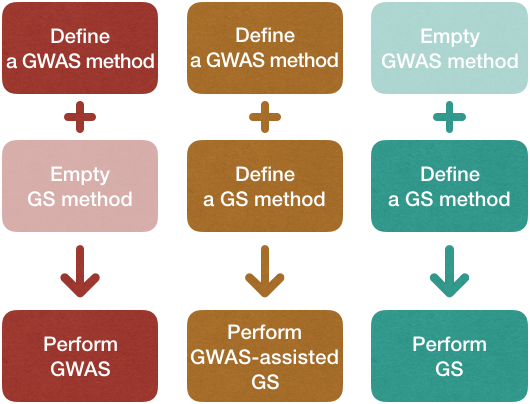 Define
a GWAS method
Define
a GWAS method
Empty
GWAS method
+
+
+
Empty
GS method
Define
a GS method
Define
a GS method
Perform
GWAS
Perform
GWAS-assisted
GS
Perform
GS